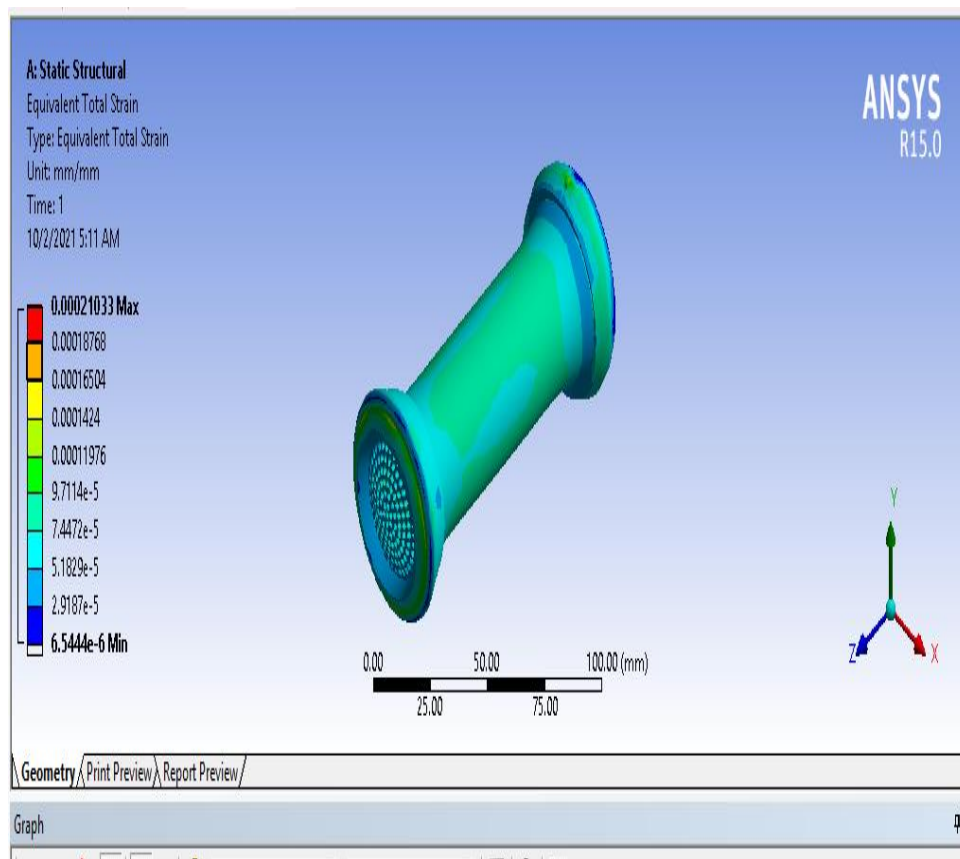 A: Static Structural
Equivalent Total Strain
Type: Equivalent Total Strain
Unit: mm/mm
Time: 1
10/2/2021 5:11 AM
ANSYS
R15.0
0.00021033 Max
0.00018768
0.00016504
0.0001424
0.00011976
9.7114e-5
7.4472e-5
5.1829e-5
2.9187e-5
6.5444e-6 Min
0.00 50.00 100.00 (mm)
25.00 75.00
Y
Z X
Geometry Print Preview Report Preview
Graph